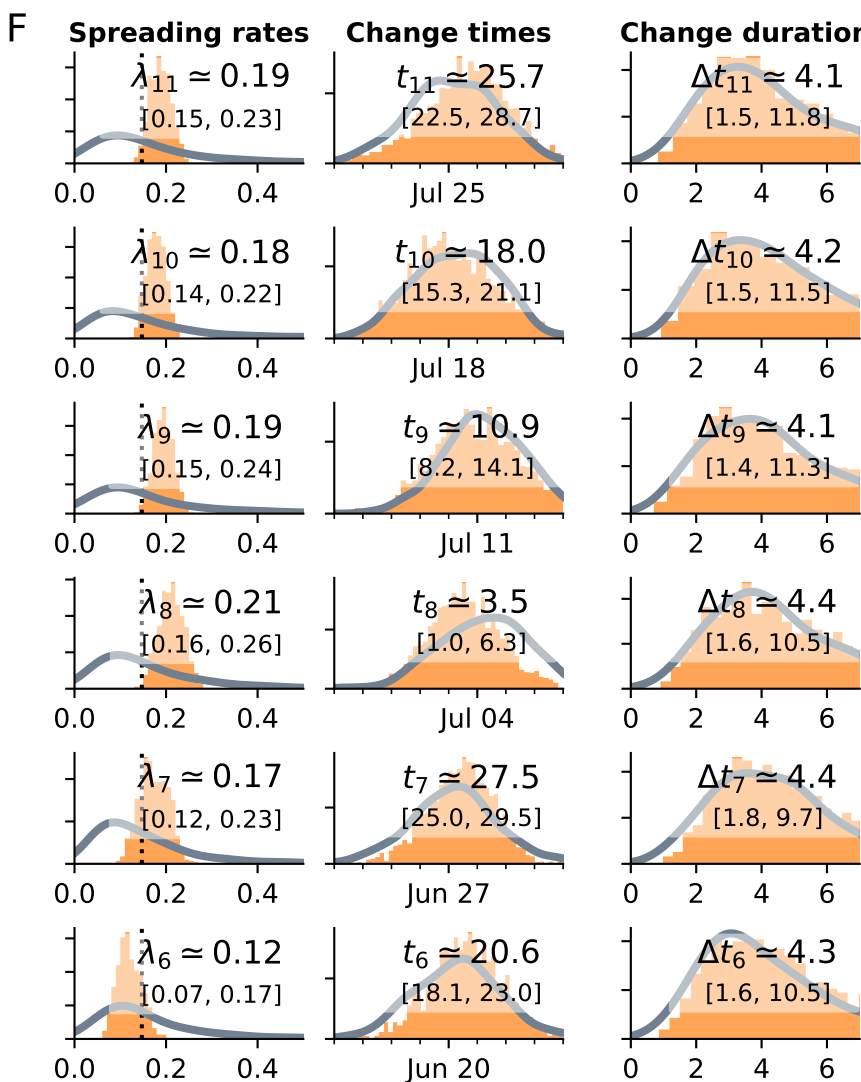 F
Spreading rates Change times Change duration
λ11 ≃ 0.19 t11 ≃ 25.7 Δt11 ≃ 4.1
[0.15, 0.23] [22.5, 28.7] [1.5, 11.8]
0.0 0.2 0.4 Jul 25 0 2 4 6
λ10 ≃ 0.18 t10 ≃ 18.0 Δt10 ≃ 4.2
[0.14, 0.22] [15.3, 21.1] [1.5, 11.5]
0.0 0.2 0.4 Jul 18 0 2 4 6
λ9 ≃ 0.19 t9 ≃ 10.9 Δt9 ≃ 4.1
[0.15, 0.24] [8.2, 14.1] [1.4, 11.3]
0.0 0.2 0.4 Jul 11 0 2 4 6
λ8 ≃ 0.21 t8 ≃ 3.5 Δt8 ≃ 4.4
[0.16, 0.26] [1.0, 6.3] [1.6, 10.5]
0.0 0.2 0.4 Jul 04 0 2 4 6
λ7 ≃ 0.17 t7 ≃ 27.5 Δt7 ≃ 4.4
[0.12, 0.23] [25.0, 29.5] [1.8, 9.7]
0.0 0.2 0.4 Jun 27 0 2 4 6
λ6 ≃ 0.12 t6 ≃ 20.6 Δt6 ≃ 4.3
[0.07, 0.17] [18.1, 23.0] [1.6, 10.5]
0.0 0.2 0.4 Jun 20 0 2 4 6